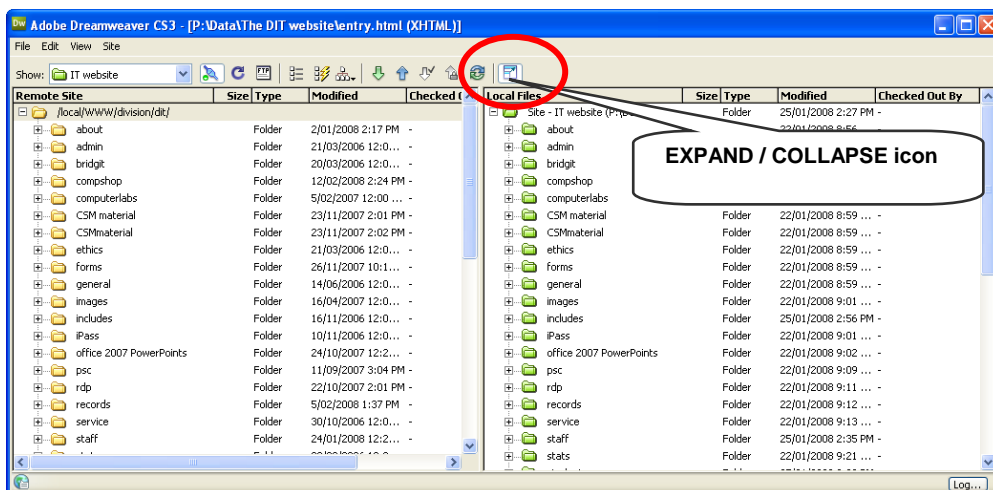 Adobe Dreamweaver CS3 - [P:\Data\The DIT website\entry.html (XHTML)]
File Edit View Site
Show: IT website
Remote Site Size Type Modified Checked Local Files Size Type Modified Checked Out By
/local/WWW/division/dit/ Site - IT website Folder 25/01/2008 2:27 PM -
about Folder 2/01/2008 2:17 PM - about
admin Folder 21/03/2006 12:0... - admin
EXPAND / COLLAPSE icon
bridgit Folder 20/03/2006 12:0... - bridgit
compshop Folder 12/02/2008 2:24 PM - compshop
computerlabs Folder 5/02/2007 12:00 ... - computerlabs
CSM material Folder 23/11/2007 2:01 PM - CSM material Folder 22/01/2008 8:59 ... -
CSMmaterial Folder 23/11/2007 2:02 PM - CSMmaterial Folder 22/01/2008 8:59 ... -
ethics Folder 21/03/2006 12:0... - ethics Folder 22/01/2008 8:59 ... -
forms Folder 26/11/2007 10:1... - forms Folder 22/01/2008 8:59 ... -
general Folder 14/06/2006 12:0... - general Folder 22/01/2008 8:59 ... -
images Folder 16/04/2007 12:0... - images Folder 22/01/2008 9:01 ... -
includes Folder 16/11/2006 12:0... - includes Folder 25/01/2008 2:56 PM -
iPass Folder 10/11/2006 12:0... - iPass Folder 22/01/2008 9:01 ... -
office 2007 PowerPoints Folder 24/10/2007 12:2... - office 2007 PowerPoints Folder 22/01/2008 9:02 ... -
psc Folder 11/09/2007 3:04 PM - psc Folder 22/01/2008 9:09 ... -
rdp Folder 22/10/2007 2:01 PM - rdp Folder 22/01/2008 9:11 ... -
records Folder 5/02/2008 1:37 PM - records Folder 22/01/2008 9:12 ... -
service Folder 30/10/2006 12:0... - service Folder 22/01/2008 9:13 ... -
staff Folder 24/01/2008 12:2... - staff Folder 25/01/2008 2:35 PM -
stats Folder 22/01/2008 9:21 ... -
Log...